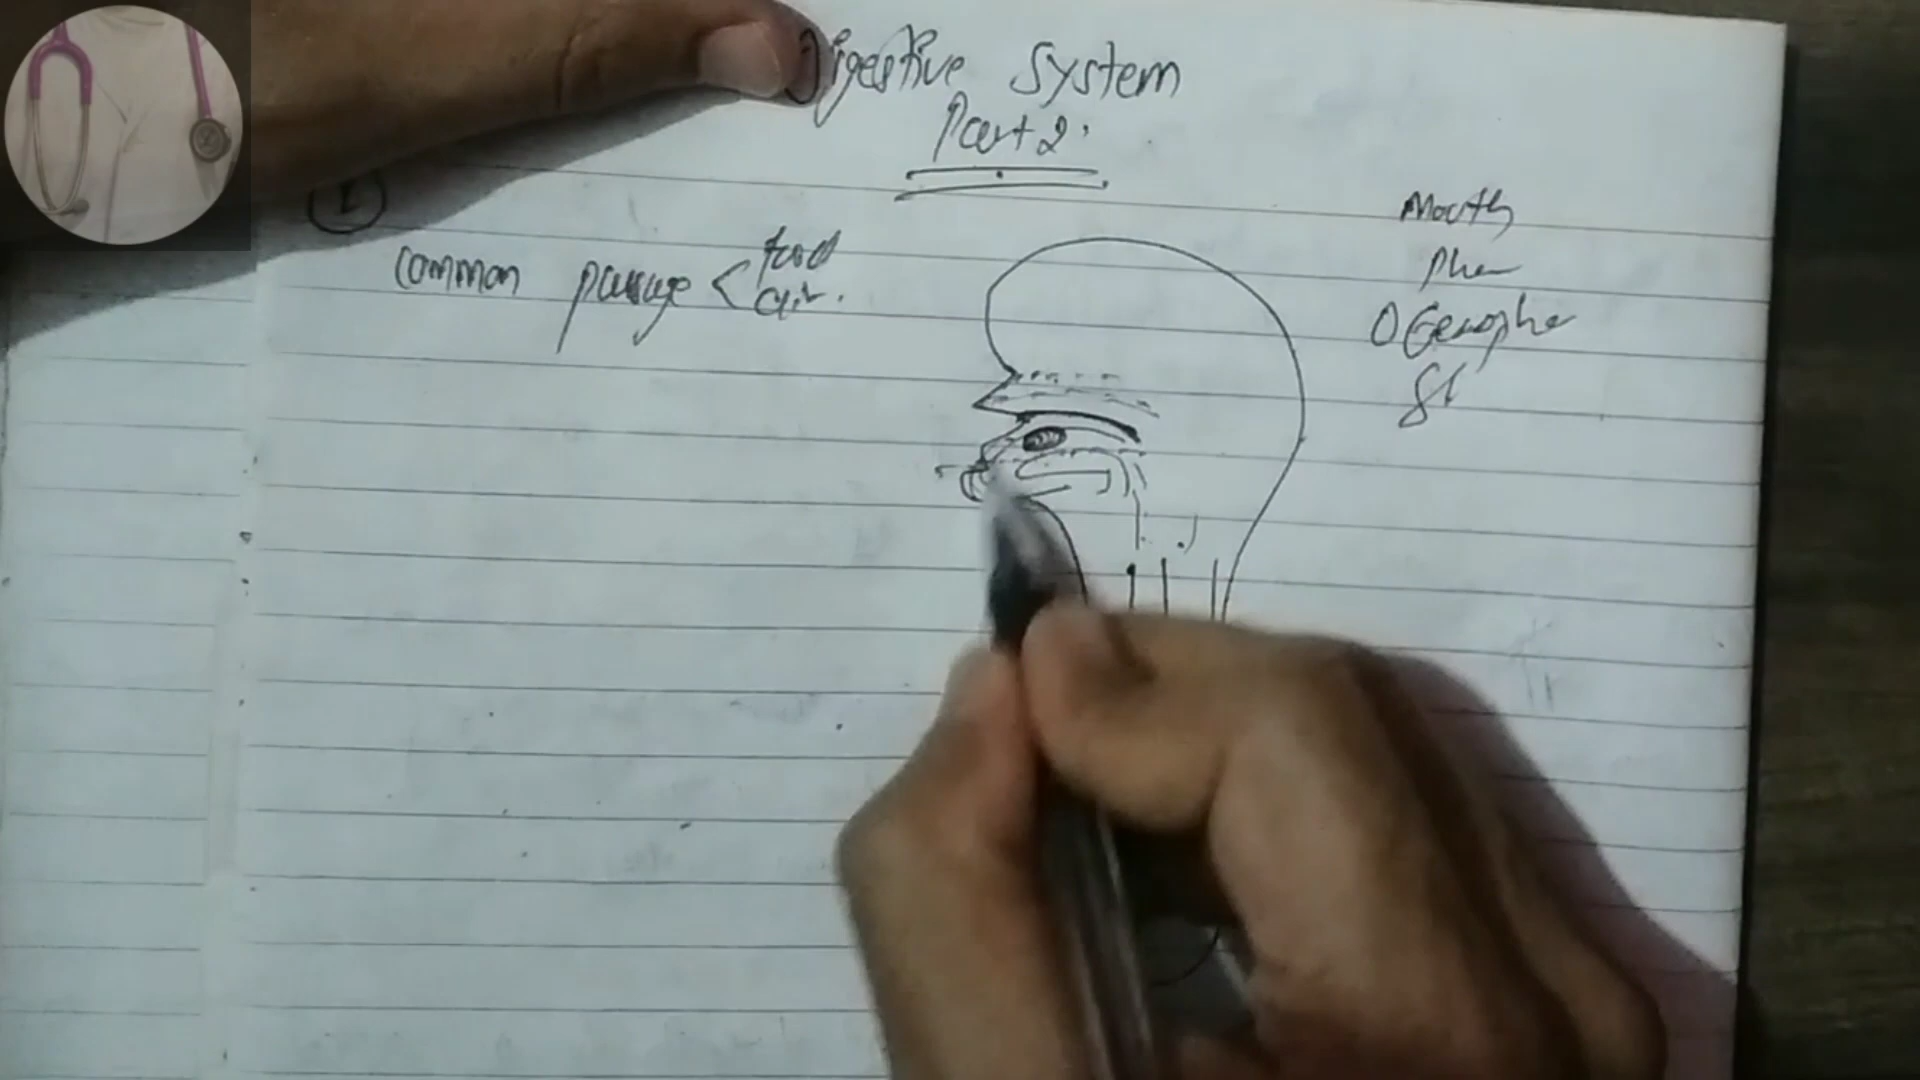 Digestive System
Part 2
1
common passage < food
air.
Mouth
Pha
OEsopha
St